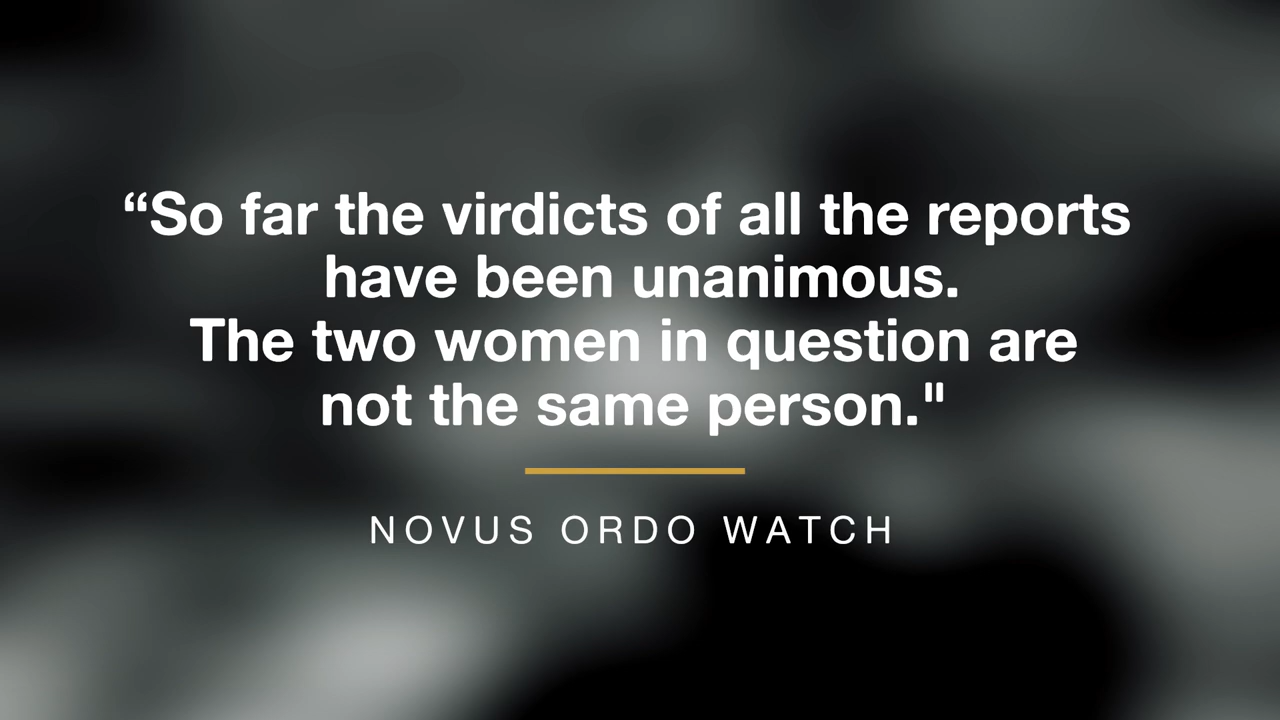 “So far the virdicts of all the reports
have been unanimous.
The two women in question are
not the same person."
NOVUS ORDO WATCH